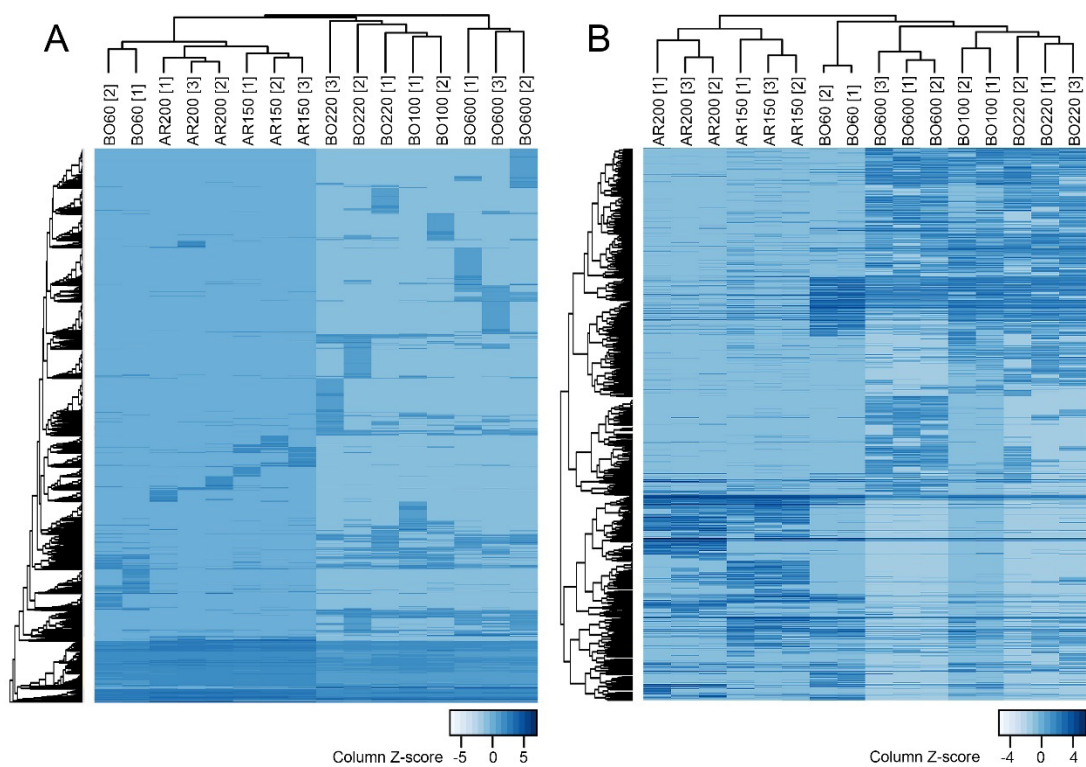 A
BO60 [2]
BO60 [1]
AR200 [1]
AR200 [3]
AR200 [2]
AR150 [1]
AR150 [2]
AR150 [3]
BO220 [3]
BO220 [2]
BO220 [1]
BO100 [1]
BO100 [2]
BO600 [1]
BO600 [3]
BO600 [2]
Column Z-score
-5 0 5
B
AR200 [1]
AR200 [3]
AR200 [2]
AR150 [1]
AR150 [3]
AR150 [2]
BO60 [2]
BO60 [1]
BO600 [3]
BO600 [1]
BO600 [2]
BO100 [2]
BO100 [1]
BO220 [2]
BO220 [1]
BO220 [3]
Column Z-score
-4 0 4